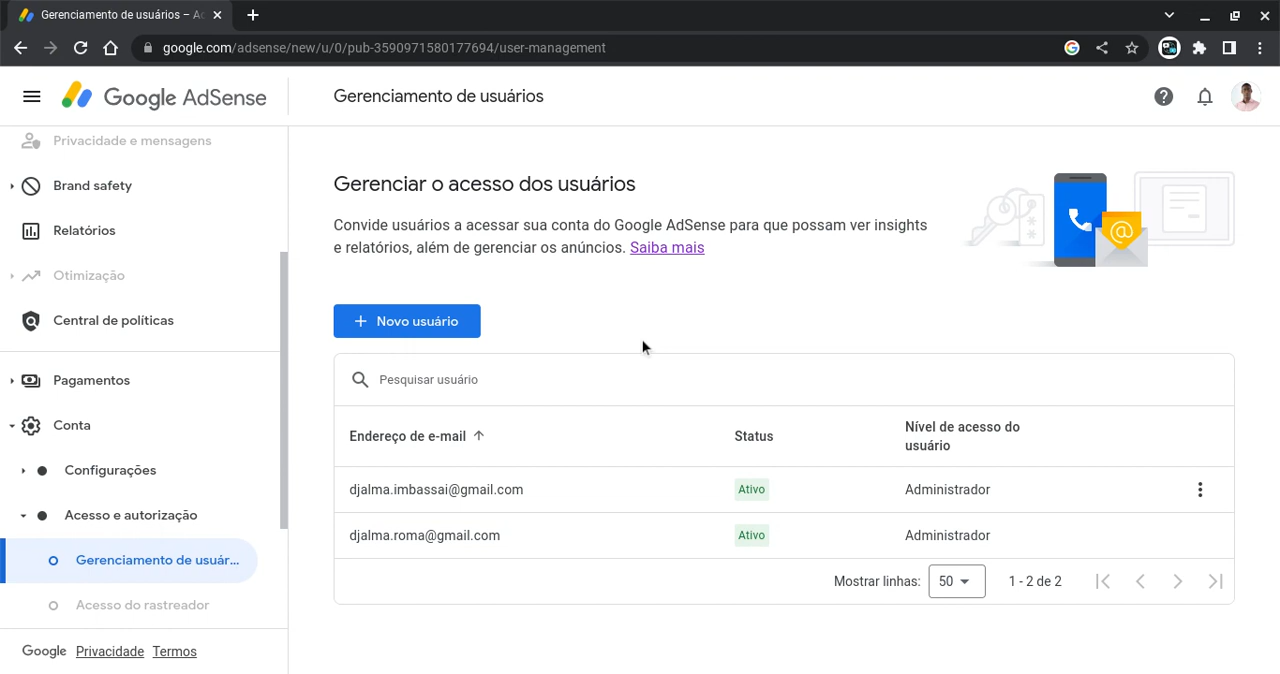 Gerenciamento de usuários – Ad
google.com/adsense/new/u/0/pub-3590971580177694/user-management
Google AdSense
Gerenciamento de usuários
Privacidade e mensagens
Brand safety
Relatórios
Otimização
Central de políticas
Pagamentos
Conta
Configurações
Acesso e autorização
Gerenciamento de usuár...
Acesso do rastreador
Google Privacidade Termos
Gerenciar o acesso dos usuários
Convide usuários a acessar sua conta do Google AdSense para que possam ver insights
e relatórios, além de gerenciar os anúncios. Saiba mais
@
+ Novo usuário
Pesquisar usuário
Endereço de e-mail Status Nível de acesso do
usuário
djalma.imbassai@gmail.com Ativo Administrador
djalma.roma@gmail.com Ativo Administrador
Mostrar linhas: 50 1 - 2 de 2